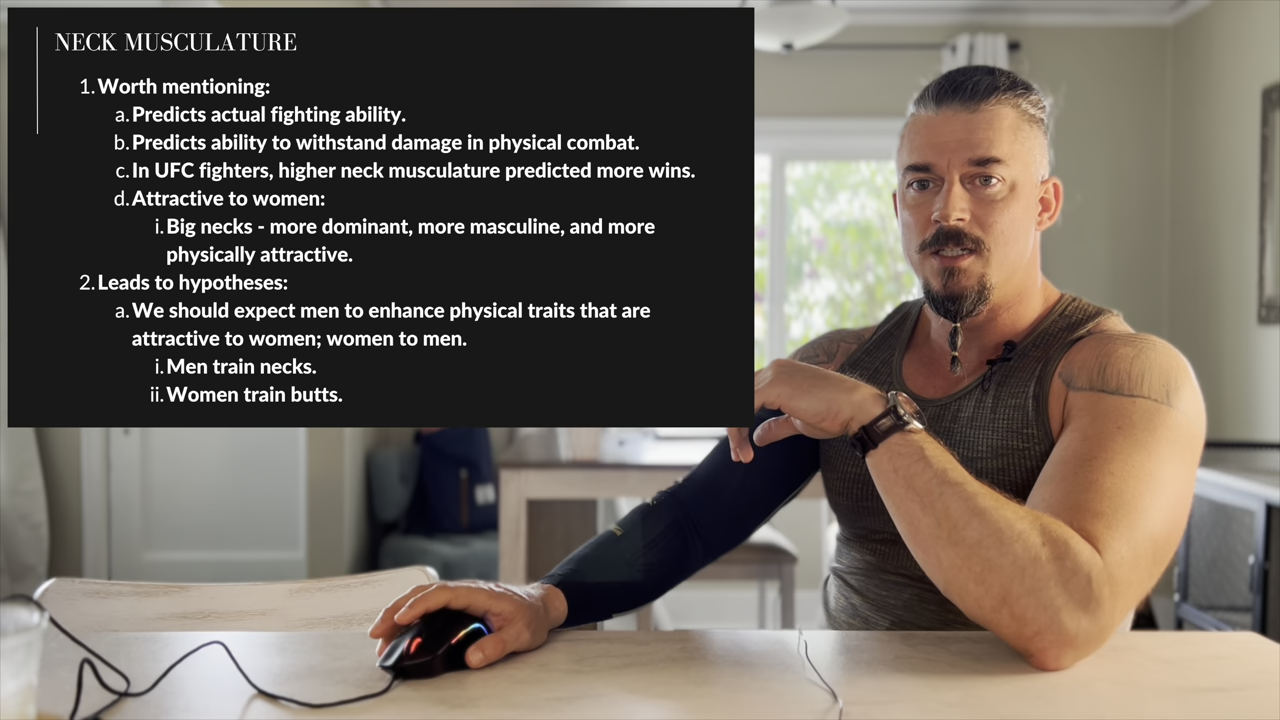 NECK MUSCULATURE
1. Worth mentioning:
a. Predicts actual fighting ability.
b. Predicts ability to withstand damage in physical combat.
c. In UFC fighters, higher neck musculature predicted more wins.
d. Attractive to women:
i. Big necks - more dominant, more masculine, and more
physically attractive.
2. Leads to hypotheses:
a. We should expect men to enhance physical traits that are
attractive to women; women to men.
i. Men train necks.
ii. Women train butts.